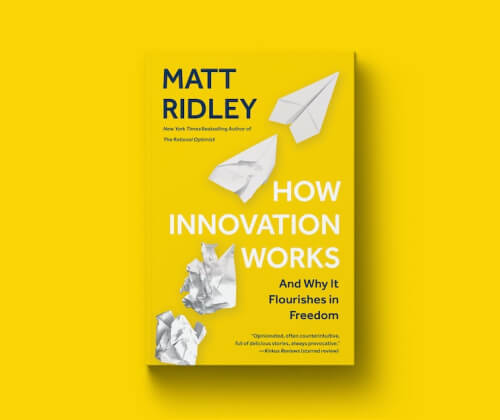 MATT
RIDLEY
New York Times Bestselling Author of
The Rational Optimist
HOW
INNOVATION
WORKS
And Why It
Flourishes in
Freedom
"Opinionated, often counterintuitive,
full of delicious stories, always provocative."
—Kirkus Reviews (starred review)